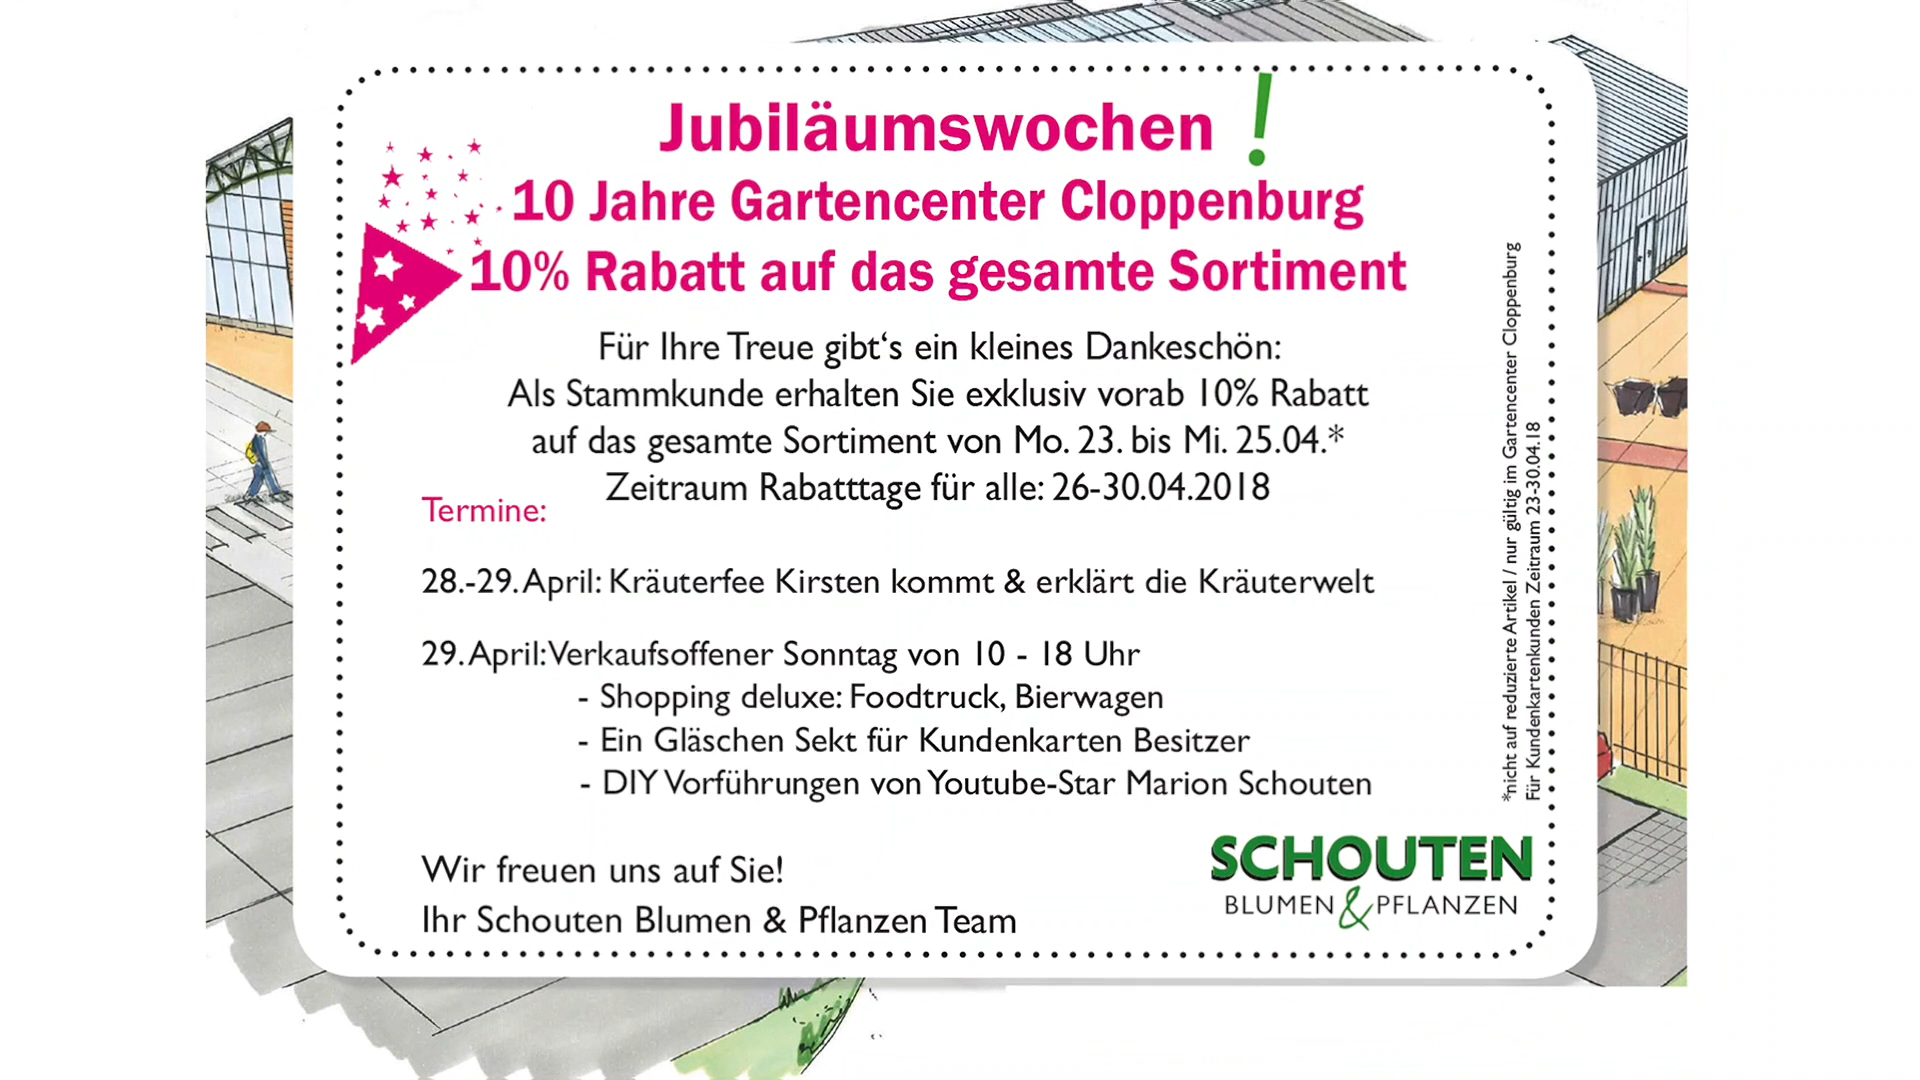 Jubiläumswochen !
10 Jahre Gartencenter Cloppenburg
10% Rabatt auf das gesamte Sortiment
Für Ihre Treue gibt‘s ein kleines Dankeschön:
Als Stammkunde erhalten Sie exklusiv vorab 10% Rabatt
auf das gesamte Sortiment von Mo. 23. bis Mi. 25.04.*
Zeitraum Rabatttage für alle: 26-30.04.2018
Termine:
28.-29. April: Kräuterfee Kirsten kommt & erklärt die Kräuterwelt
29. April: Verkaufsoffener Sonntag von 10 - 18 Uhr
- Shopping deluxe: Foodtruck, Bierwagen
- Ein Gläschen Sekt für Kundenkarten Besitzer
- DIY Vorführungen von Youtube-Star Marion Schouten
Wir freuen uns auf Sie!
Ihr Schouten Blumen & Pflanzen Team
*nicht auf reduzierte Artikel / nur gültig im Gartencenter Cloppenburg
Für Kundenkartenkunden Zeitraum 23-30.04.18
SCHOUTEN
BLUMEN & PFLANZEN